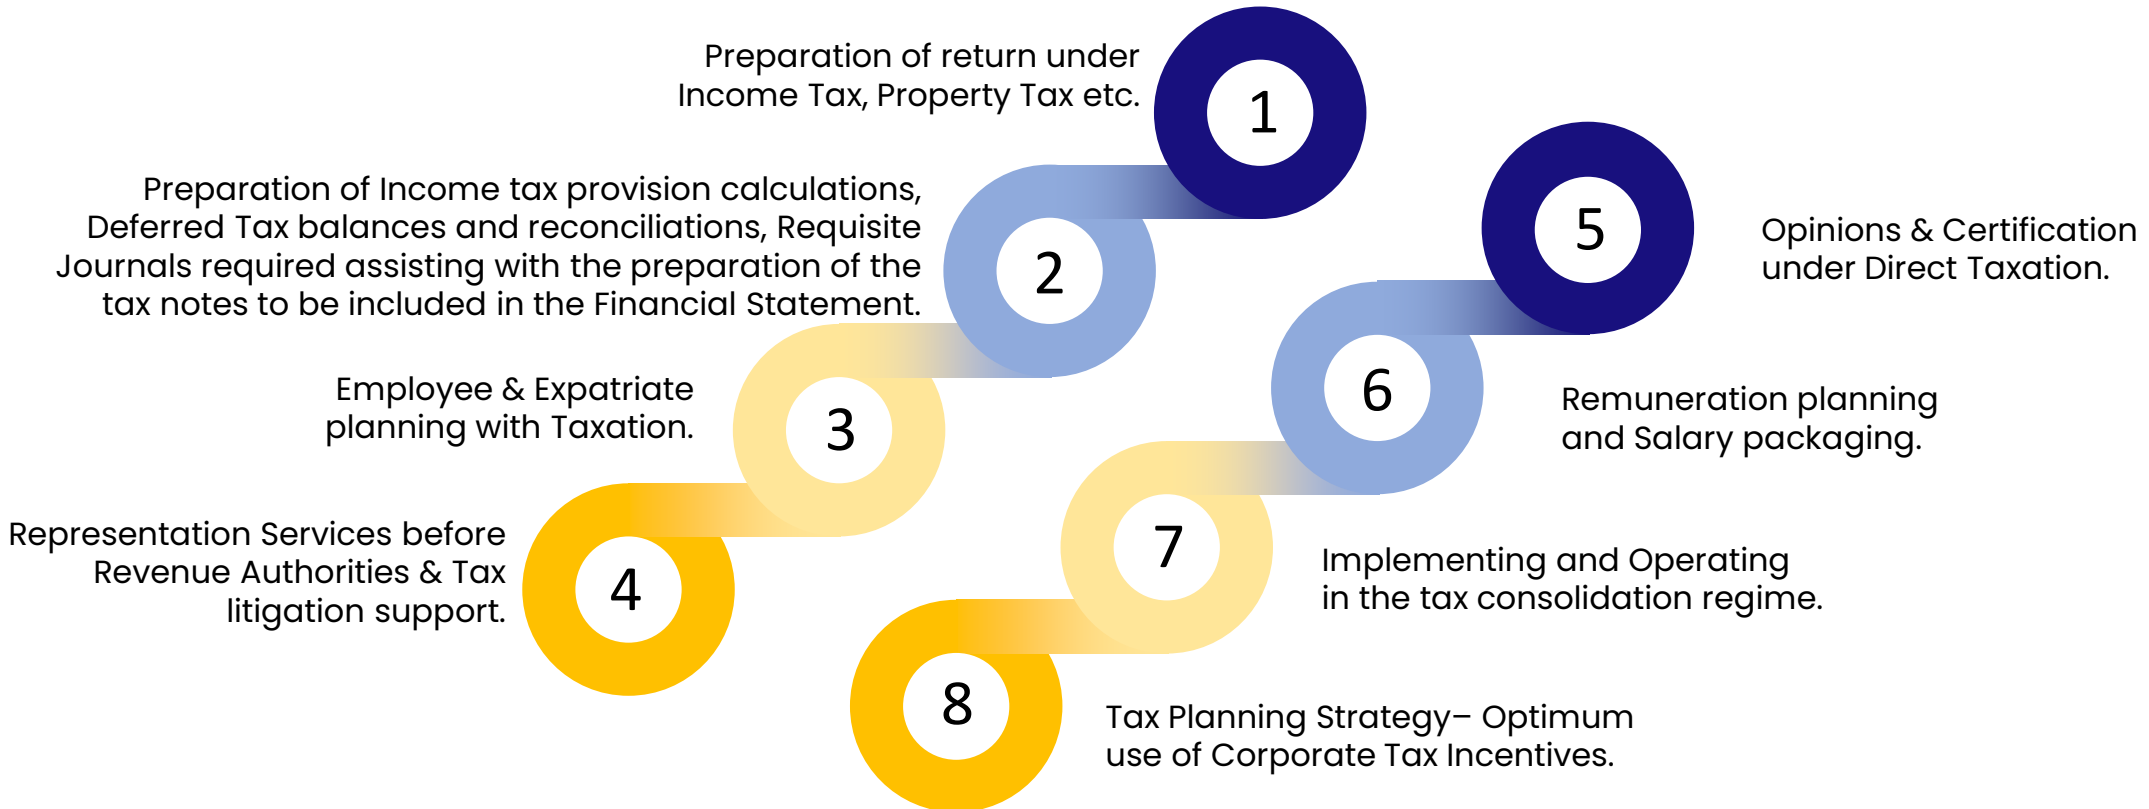 1
Preparation of return under
Income Tax, Property Tax etc.
2
Preparation of Income tax provision calculations,
Deferred Tax balances and reconciliations, Requisite
Journals required assisting with the preparation of the
tax notes to be included in the Financial Statement.
3
Employee & Expatriate
planning with Taxation.
4
Representation Services before
Revenue Authorities & Tax
litigation support.
5
Opinions & Certification
under Direct Taxation.
6
Remuneration planning
and Salary packaging.
7
Implementing and Operating
in the tax consolidation regime.
8
Tax Planning Strategy– Optimum
use of Corporate Tax Incentives.